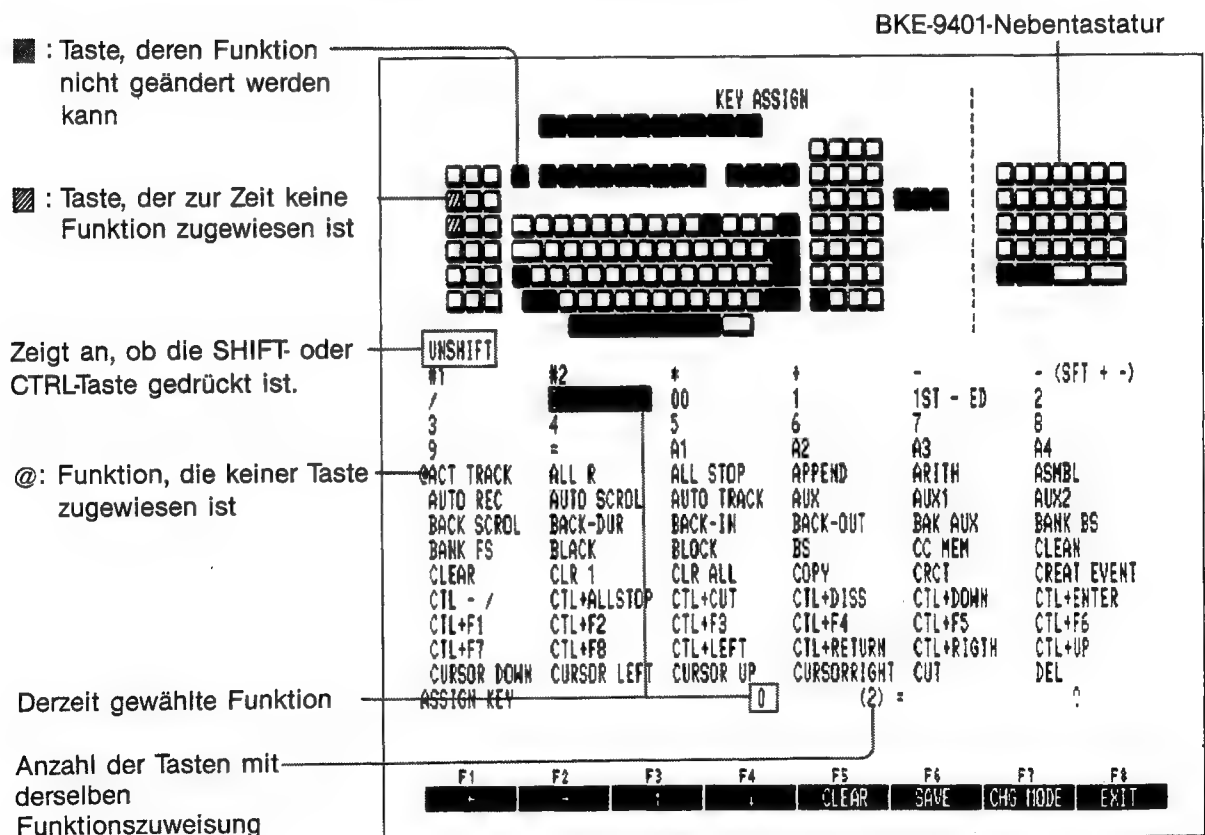 BKE-9401-Nebentastatur
: Taste, deren Funktion
nicht geändert werden
kann
: Taste, der zur Zeit keine
Funktion zugewiesen ist
Zeigt an, ob die SHIFT- oder
CTRL-Taste gedrückt ist.
@: Funktion, die keiner Taste
zugewiesen ist
Derzeit gewählte Funktion
Anzahl der Tasten mit
derselben
Funktionszuweisung
KEY ASSIGN
UNSHIFT
#1 #2 * + - - (SFT + -)
/ 00 1 1ST - ED 2
3 4 5 6 7 8
9 = A1 A2 A3 A4
@ACT TRACK ALL R ALL STOP APPEND ARITH ASMBL
AUTO REC AUTO SCROL AUTO TRACK AUX AUX1 AUX2
BACK SCROL BACK-DUR BACK-IN BACK-OUT BAK AUX BANK BS
BANK FS BLACK BLOCK BS CC MEM CLEAN
CLEAR CLR 1 CLR ALL COPY CRCT CREAT EVENT
CTL - / CTL+ALLSTOP CTL+CUT CTL+DISS CTL+DOWN CTL+ENTER
CTL+F1 CTL+F2 CTL+F3 CTL+F4 CTL+F5 CTL+F6
CTL+F7 CTL+F8 CTL+LEFT CTL+RETURN CTL+RIGTH CTL+UP
CURSOR DOWN CURSOR LEFT CURSOR UP CURSORRIGHT CUT DEL
ASSIGN KEY 0 (2) =
F1 F2 F3 F4 F5 F6 F7 F8
← → ↑ ↓ CLEAR SAVE CHG MODE EXIT